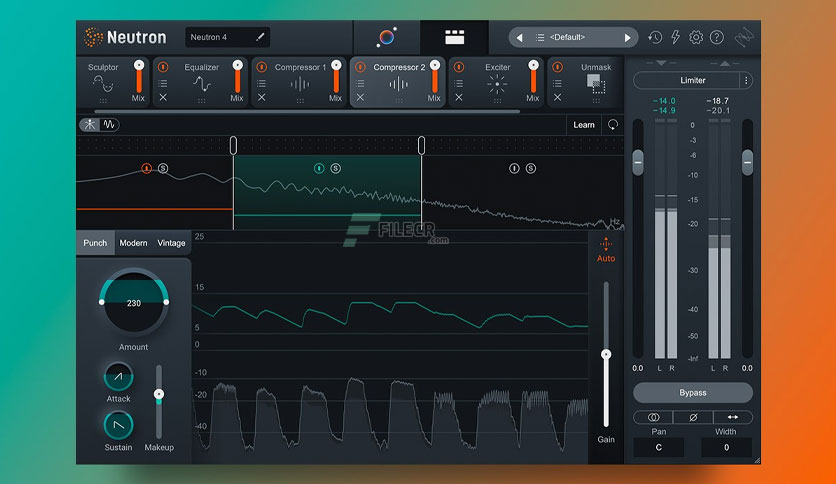 Neutron
Neutron 4
<Default>
Sculptor
Mix
Equalizer
Mix
Compressor 1
Mix
Compressor 2
Mix
Exciter
Mix
Unmask
Learn
S
S
S
Hz
FILECR
.com
Punch
Modern
Vintage
230
Amount
Attack
Sustain
Makeup
25
15
5
0
-10
-20
-40
Auto
Gain
Limiter
-14.0
-14.9
-18.7
-20.1
0
-3
-6
-10
-15
-20
-30
-40
-50
-Inf
0.0
L R
L R
0.0
Bypass
Pan
Width
C
0